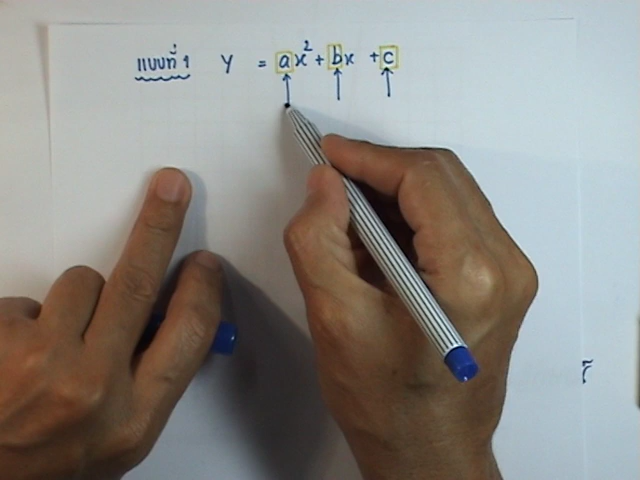 แบบที่ 1 y = ax² + bx + c